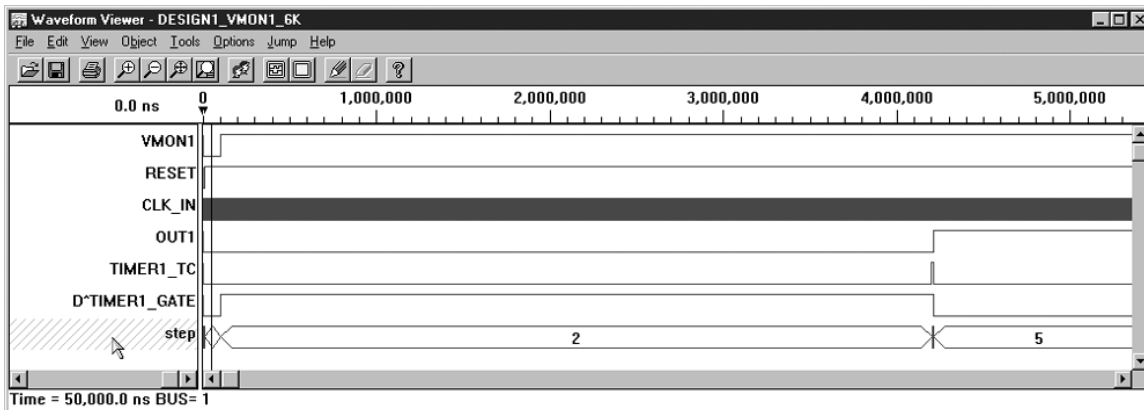 Waveform Viewer - DESIGN1_VMON1_6K
File Edit View Object Tools Options Jump Help
0.0 ns 0 1,000,000 2,000,000 3,000,000 4,000,000 5,000,000
VMON1
RESET
CLK_IN
OUT1
TIMER1_TC
D^TIMER1_GATE
step 2 5
Time = 50,000.0 ns BUS= 1